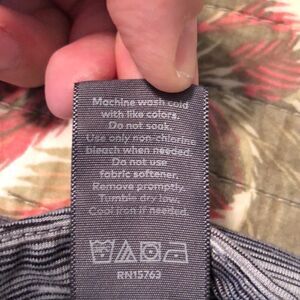 Machine wash cold
with like colors.
Do not soak.
Use only non-chlorine
bleach when needed.
Do not use
fabric softener.
Remove promptly.
Tumble dry low.
Cool iron if needed.
RN15763